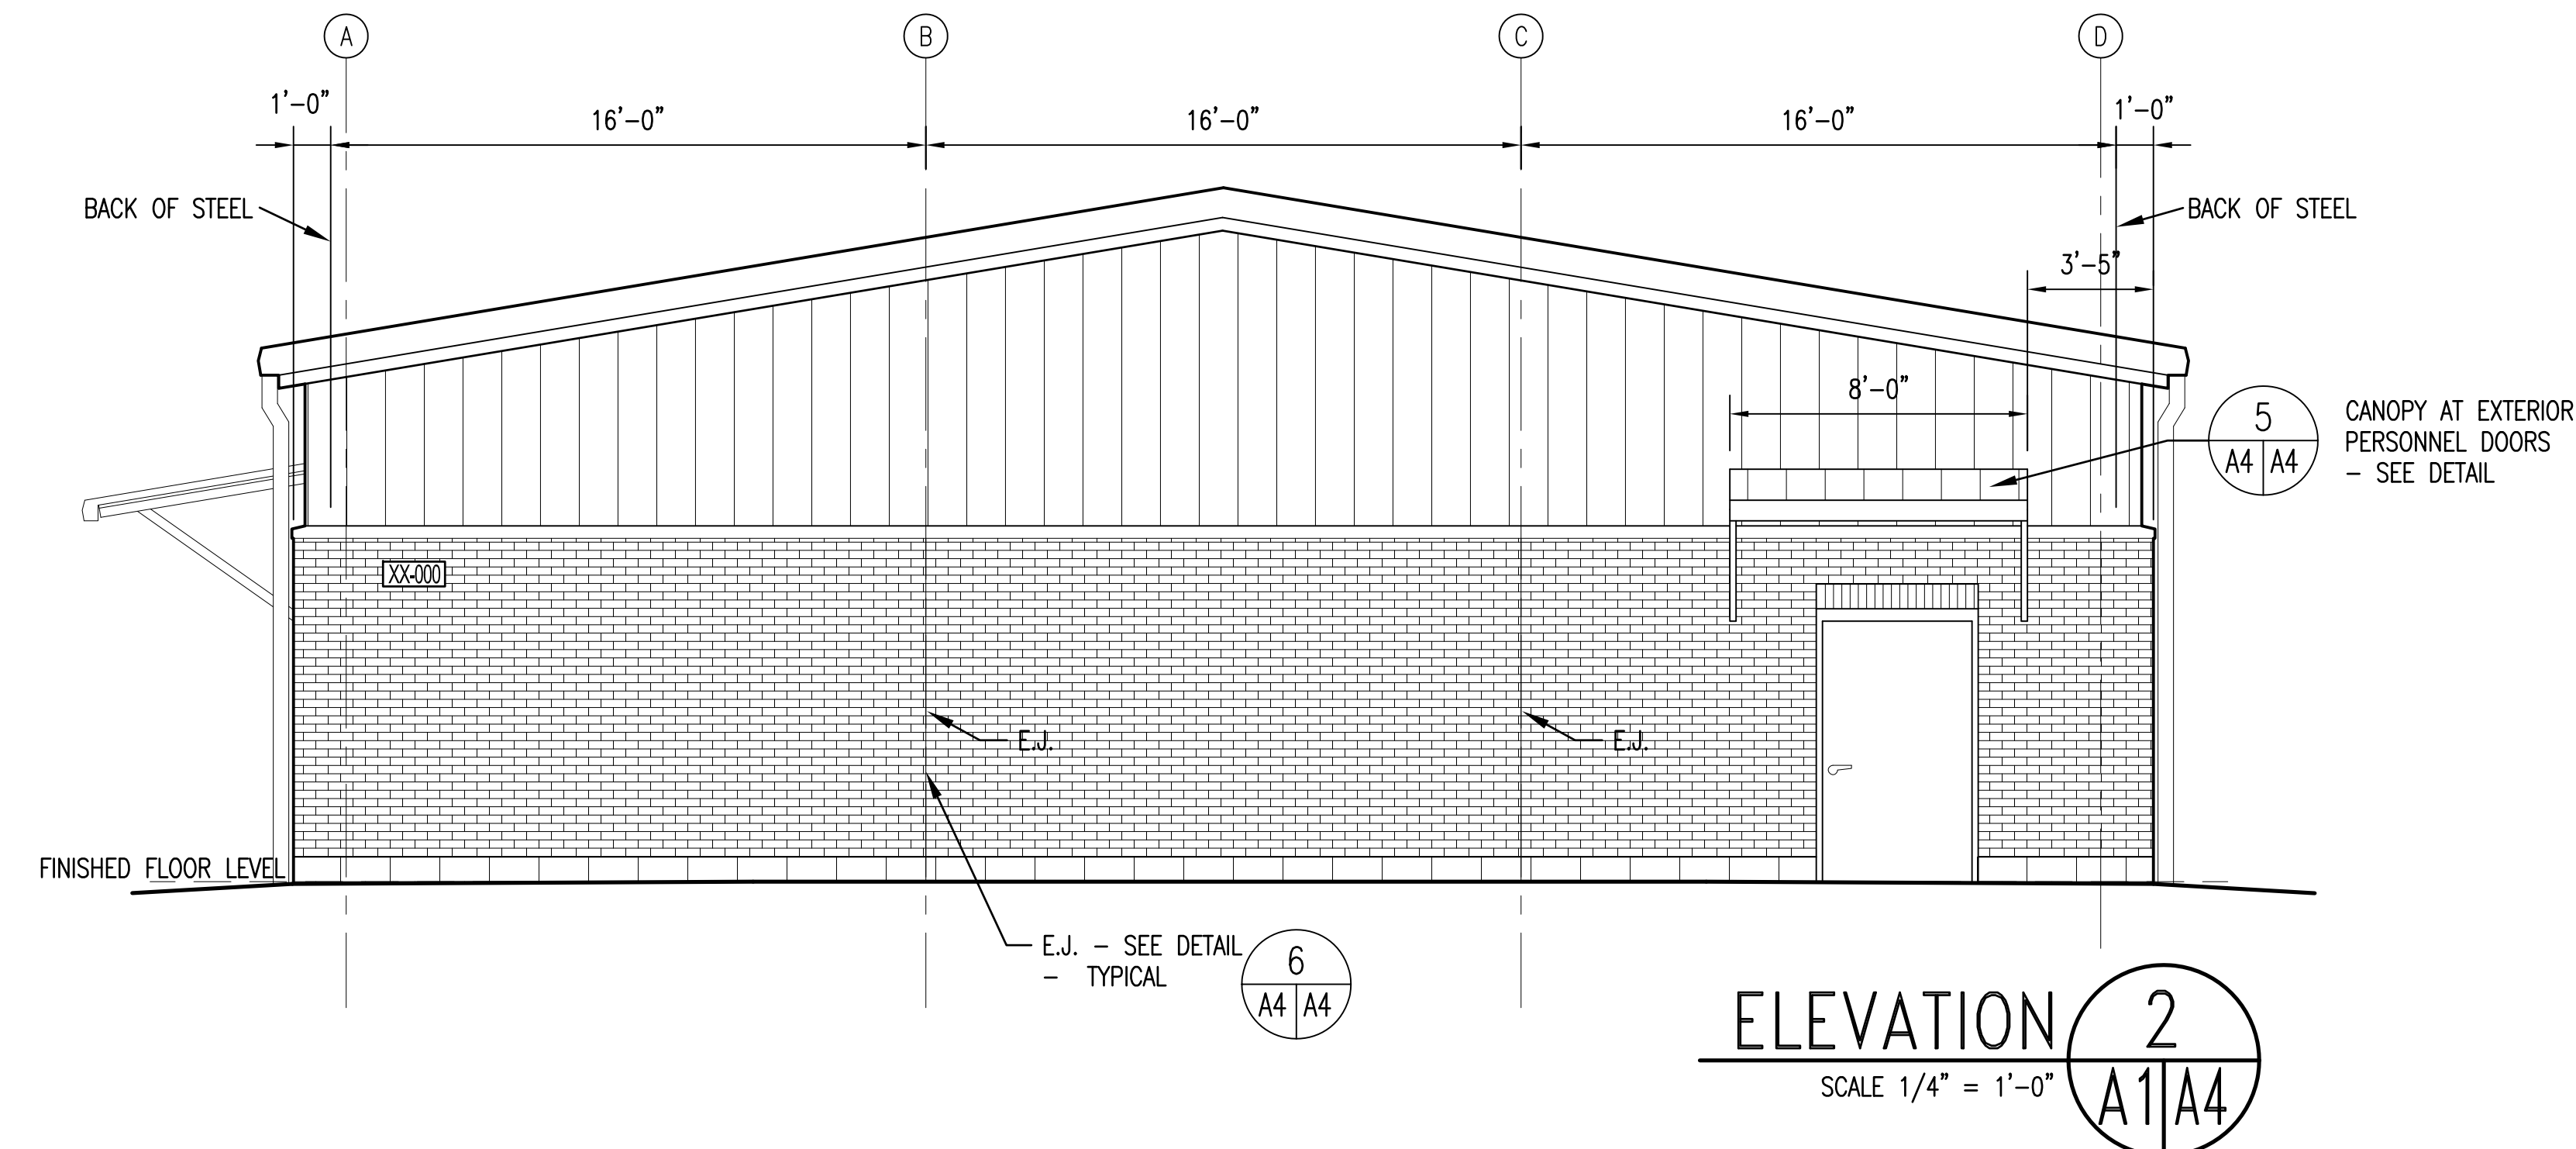 A
B
C
D
1'-0"
16'-0"
16'-0"
16'-0"
1'-0"
BACK OF STEEL
BACK OF STEEL
3'-5"
8'-0"
5
A4 A4
CANOPY AT EXTERIOR
PERSONNEL DOORS
- SEE DETAIL
XX-000
E.J.
E.J.
FINISHED FLOOR LEVEL
E.J. - SEE DETAIL
- TYPICAL
6
A4 A4
ELEVATION
SCALE 1/4" = 1'-0"
2
A1 A4